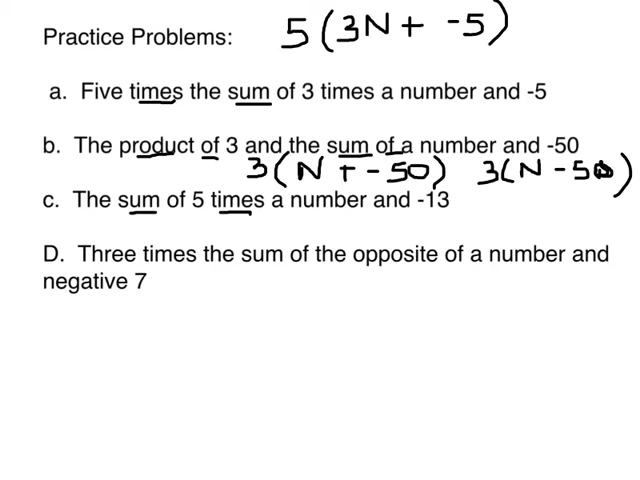 Practice Problems: 5(3N + -5)
a. Five times the sum of 3 times a number and -5
b. The product of 3 and the sum of a number and -50
3(N + -50) 3(N -50)
c. The sum of 5 times a number and -13
D. Three times the sum of the opposite of a number and
negative 7